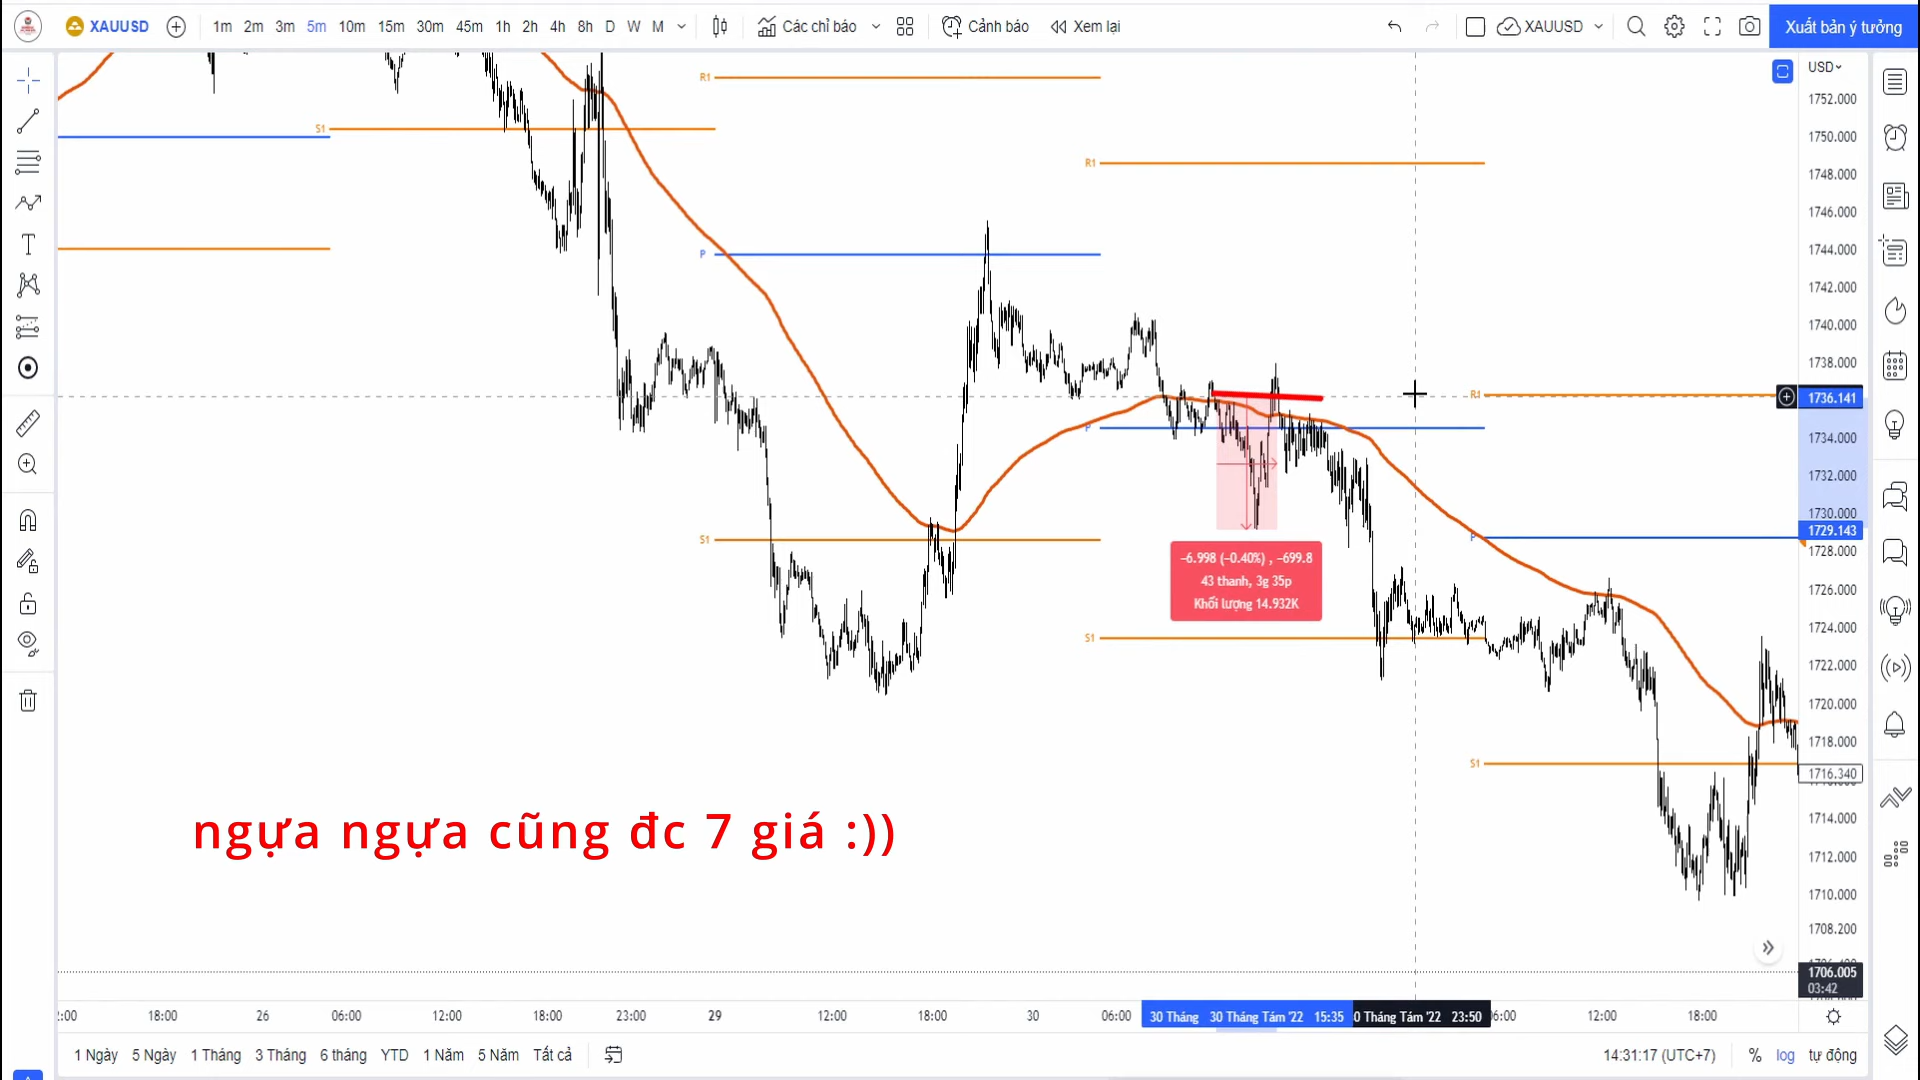 XAUUSD 1m 2m 3m 5m 10m 15m 30m 45m 1h 2h 4h 8h D W M Các chỉ báo Cảnh báo Xem lại XAUUSD Xuất bản ý tưởng
USD
1752.000
1750.000
1748.000
1746.000
1744.000
1742.000
1740.000
1738.000
1736.141
1734.000
1732.000
1730.000
1729.143
1728.000
1726.000
1724.000
1722.000
1720.000
1718.000
1716.340
1714.000
1712.000
1710.000
1708.200
1706.005
03:42
R1
S1
R1
P
R1
P
S1
P
S1
S1
−6.998 (−0.40%) , −699.8
43 thanh, 3g 35p
Khối lượng 14.932K
ngựa ngựa cũng đc 7 giá :))
18:00 26 06:00 12:00 18:00 23:00 29 12:00 18:00 30 06:00 30 Tháng 30 Tháng Tám '22 15:35 0 Tháng Tám '22 23:50 12:00 18:00
1 Ngày 5 Ngày 1 Tháng 3 Tháng 6 tháng YTD 1 Năm 5 Năm Tất cả 14:31:17 (UTC+7) % log tự động